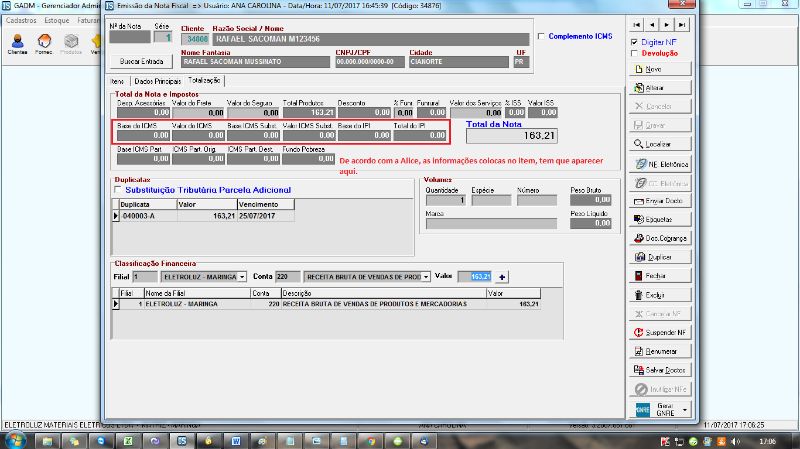 GADM - Gerenciador Admi
Emissão da Nota Fiscal => Usuário: ANA CAROLINA - Data/Hora: 11/07/2017 16:45:39 [Código: 34876]
Cadastros Estoque Faturar
Clientes Fornec. Produtos
Nº da Nota Série Cliente Razão Social / Nome
1 34808 RAFAEL SACOMAN M123456
Complemento ICMS
Nome Fantasia CNPJ/CPF Cidade UF
Buscar Entrada RAFAEL SACOMAN MUSSINATO 00.000.000/0000-00 CIANORTE PR
Itens Dados Principais Totalização
Total da Nota e Impostos
Desp. Acessórias Valor do Frete Valor do Seguro Total Produtos Desconto % Funr. Funrural Valor dos Serviços % ISS Valor ISS
0,00 0,00 0,00 163,21 0,00 0,00 0,00 0,00 0,00 0,00
Base do ICMS Valor do ICMS Base ICMS Subst. Valor ICMS Subst. Base do IPI Total do IPI Total da Nota
0,00 0,00 0,00 0,00 0,00 0,00 163,21
Base ICMS Part. ICMS Part. Orig. ICMS Part. Dest. Fundo Pobreza
0,00 0,00 0,00 0,00
De acordo com a Alice, as informações colocas no item, tem que aparecer
aqui.
Duplicatas
Substituição Tributária Parcela Adicional
Duplicata Valor Vencimento
-040003-A 163,21 25/07/2017
Volumes
Quantidade Espécie Número Peso Bruto
1 0,00
Marca Peso Líquido
0,00
Classificação Financeira
Filial 1 ELETROLUZ - MARINGA Conta 220 RECEITA BRUTA DE VENDAS DE PROD Valor 163,21 +
Filial Nome da Filial Conta Descrição Valor
1 ELETROLUZ - MARINGA 220 RECEITA BRUTA DE VENDAS DE PRODUTOS E MERCADORIAS 163,21
Digitar NF
Devolução
Novo
Alterar
Cancelar
Gravar
Localizar
NF. Eletrônica
CC. Eletrônica
Enviar Docto
Etiquetas
Doc.Cobrança
Duplicar
Fechar
Excluir
Cancelar NF
Suspender NF
Renumerar
Salvar Doctos
Inutilizar NFe
GNRE Gerar GNRE
ANA CAROLINA
11/07/2017 17:06:25
17:06